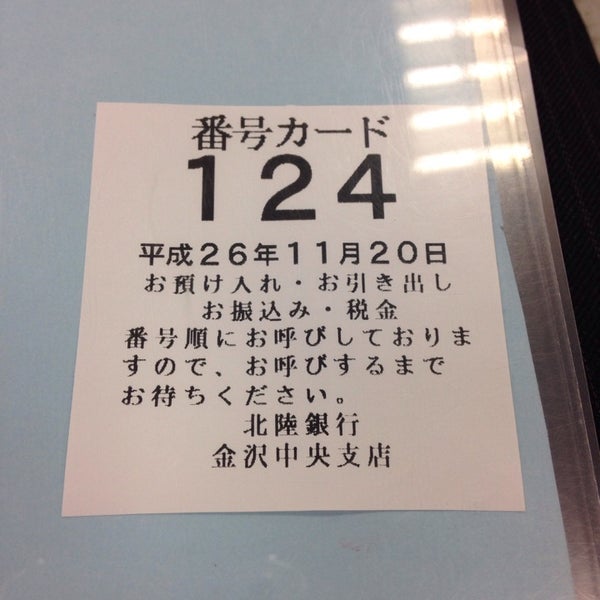 番号カード
１２４
平成２６年１１月２０日
お預け入れ・お引き出し
お振込み・税金
番号順にお呼びしておりま
すので、お呼びするまで
お待ちください。
北陸銀行
金沢中央支店